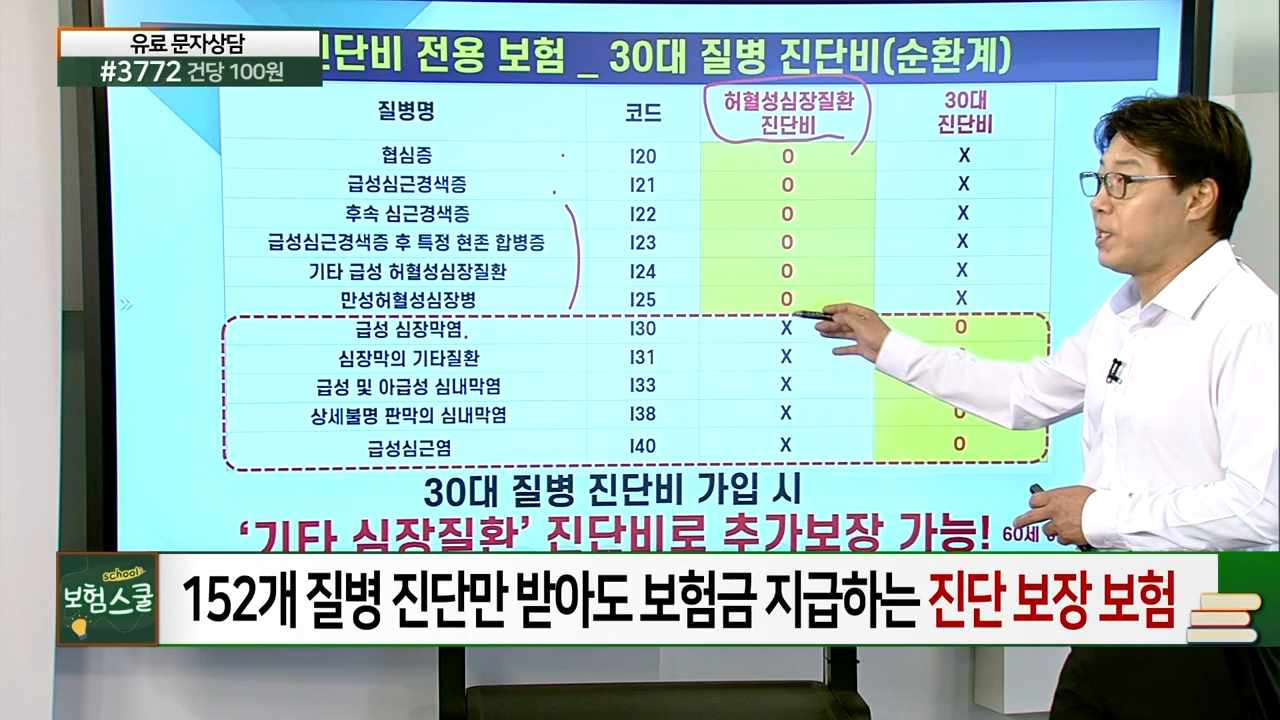 유료 문자상담
#3772 건당 100원
진단비 전용 보험 _ 30대 질병 진단비(순환계)
질병명 코드 허혈성심장질환 진단비 30대 진단비
협심증 I20 O X
급성심근경색증 I21 O X
후속 심근경색증 I22 O X
급성심근경색증 후 특정 현존 합병증 I23 O X
기타 급성 허혈성심장질환 I24 O X
만성허혈성심장병 I25 O X
급성 심장막염 I30 X O
심장막의 기타질환 I31 X
급성 및 아급성 심내막염 I33 X
상세불명 판막의 심내막염 I38 X O
급성심근염 I40 X O
30대 질병 진단비 가입 시
'기타 심장질환' 진단비로 추가보장 가능!
60세
school
보험스쿨
152개 질병 진단만 받아도 보험금 지급하는 진단 보장 보험